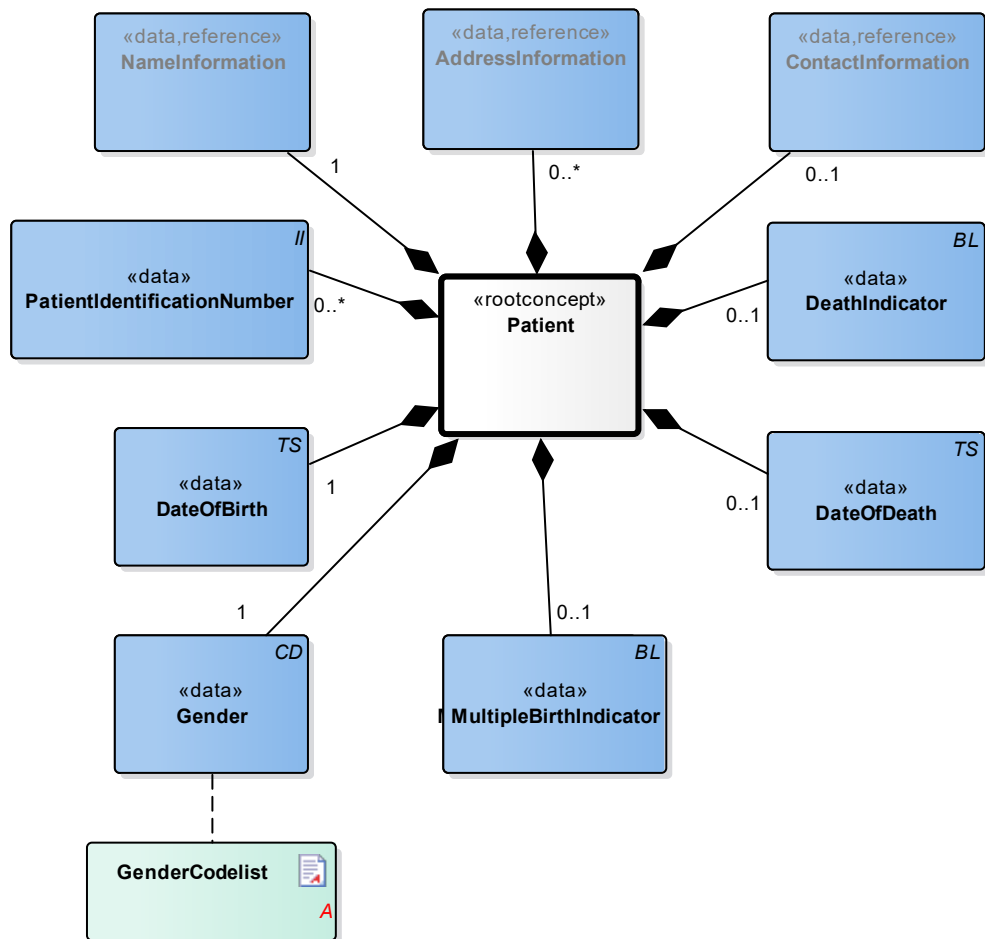 «data,reference»
NameInformation
«data,reference»
AddressInformation
«data,reference»
ContactInformation
1
0..*
0..1
II
«data»
PatientIdentificationNumber
0..*
«rootconcept»
Patient
BL
«data»
DeathIndicator
0..1
TS
«data»
DateOfBirth
1
TS
«data»
DateOfDeath
0..1
1
0..1
CD
«data»
Gender
BL
«data»
MultipleBirthIndicator
GenderCodelist
A